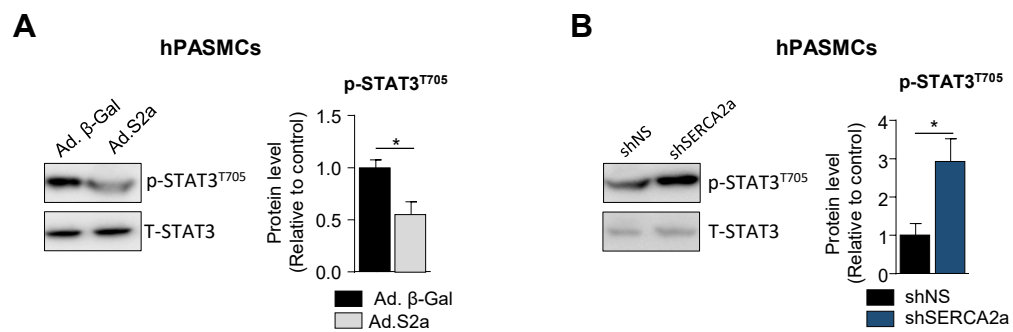 A
hPASMCs
Ad. β-Gal
Ad.S2a
p-STAT3T705
T-STAT3
p-STAT3T705
Protein level
(Relative to control)
1.5
1.0
0.5
0.0
*
Ad. β-Gal
Ad.S2a
B
hPASMCs
shNS
shSERCA2a
p-STAT3T705
T-STAT3
p-STAT3T705
Protein level
(Relative to control)
4
3
2
1
0
*
shNS
shSERCA2a